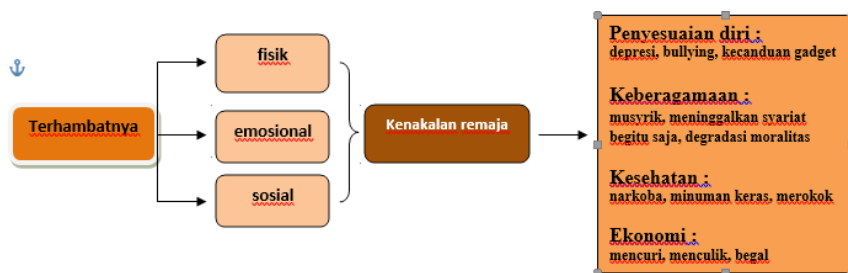 Terhambatnya
fisik
emosional
sosial
Kenakalan remaja
Penyesuaian diri :
depresi, bullying, kecanduan gadget
Keberagamaan :
musyrik, meninggalkan syariat
begitu saja, degradasi moralitas
Kesehatan :
narkoba, minuman keras, merokok
Ekonomi :
mencuri, menculik, begal